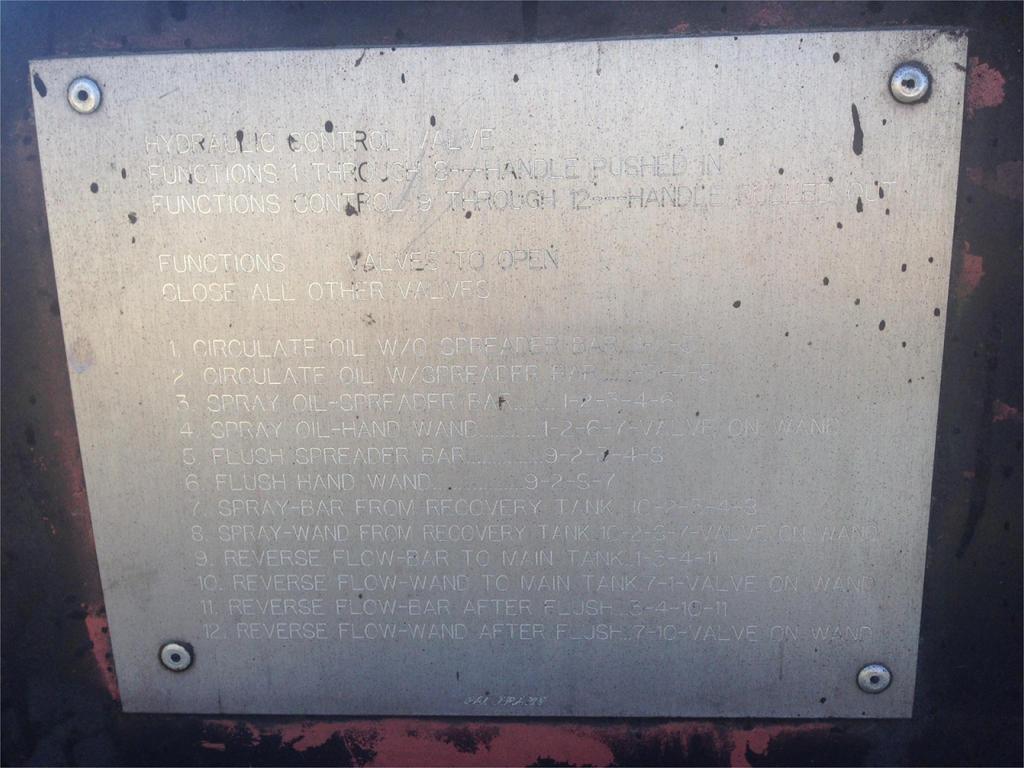 HYDRAULIC CONTROL VALVE
FUNCTIONS 1 THROUGH 8---HANDLE PUSHED IN
FUNCTIONS CONTROL 9 THROUGH 12---HANDLE PULLED OUT
FUNCTIONS VALVES TO OPEN
CLOSE ALL OTHER VALVES
1. CIRCULATE OIL W/O SPREADER BAR
2. CIRCULATE OIL W/SPREADER BAR
3. SPRAY OIL-SPREADER BAR......1-2-3-4-6
4. SPRAY OIL-HAND WAND............1-2-6-7-VALVE ON WAND
5. FLUSH SPREADER BAR
6. FLUSH HAND WAND
7. SPRAY-BAR FROM RECOVERY TANK
8. SPRAY-WAND FROM RECOVERY TANK VALVE ON WAND
9. REVERSE FLOW-BAR TO MAIN TANK.1-3-4-11
10. REVERSE FLOW-WAND TO MAIN TANK.7-1-VALVE ON WAND
11. REVERSE FLOW-BAR AFTER FLUSH..3-4-10-11
12. REVERSE FLOW-WAND AFTER FLUSH..7-10-VALVE ON WAND